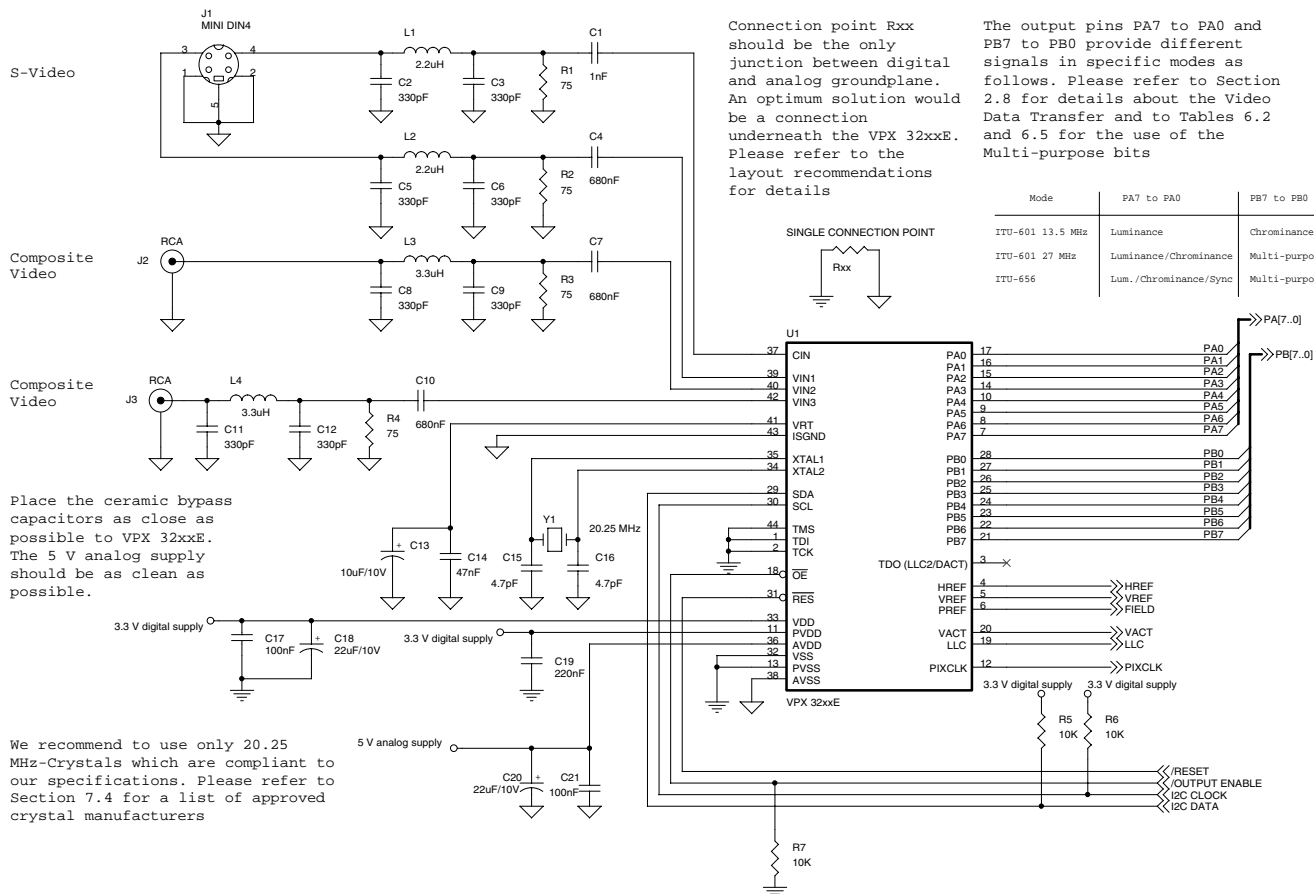 J1
MINI DIN4
3
4
1
2
5
S-Video
L1
2.2uH
C1
1nF
C2
330pF
C3
330pF
R1
75
L2
2.2uH
C4
680nF
C5
330pF
C6
330pF
R2
75
Composite
Video
RCA
J2
L3
3.3uH
C7
680nF
C8
330pF
C9
330pF
R3
75
Composite
Video
RCA
J3
L4
3.3uH
C10
680nF
C11
330pF
C12
330pF
R4
75
Connection point Rxx
should be the only
junction between digital
and analog groundplane.
An optimum solution would
be a connection
underneath the VPX 32xxE.
Please refer to the
layout recommendations
for details
The output pins PA7 to PA0 and
PB7 to PB0 provide different
signals in specific modes as
follows. Please refer to Section
2.8 for details about the Video
Data Transfer and to Tables 6.2
and 6.5 for the use of the
Multi-purpose bits
Mode PA7 to PA0 PB7 to PB0
ITU-601 13.5 MHz Luminance Chrominance
ITU-601 27 MHz Luminance/Chrominance Multi-purpo
ITU-656 Lum./Chrominance/Sync Multi-purpo
SINGLE CONNECTION POINT
Rxx
U1
37 CIN
39 VIN1
40 VIN2
42 VIN3
41 VRT
43 ISGND
35 XTAL1
34 XTAL2
29 SDA
30 SCL
44 TMS
1 TDI
2 TCK
18 OE
31 RES
33 VDD
11 PVDD
36 AVDD
32 VSS
13 PVSS
38 AVSS
VPX 32xxE
PA0 17 PA0
PA1 16 PA1
PA2 15 PA2
PA3 14 PA3
PA4 10 PA4
PA5 9 PA5
PA6 8 PA6
PA7 7 PA7
PB0 28 PB0
PB1 27 PB1
PB2 26 PB2
PB3 25 PB3
PB4 24 PB4
PB5 23 PB5
PB6 22 PB6
PB7 21 PB7
PA[7..0]
PB[7..0]
TDO (LLC2/DACT) 3
HREF 4 HREF
VREF 5 VREF
PREF 6 FIELD
VACT 20 VACT
LLC 19 LLC
PIXCLK 12 PIXCLK
Place the ceramic bypass
capacitors as close as
possible to VPX 32xxE.
The 5 V analog supply
should be as clean as
possible.
+ C13
10uF/10V
C14
47nF
Y1
20.25 MHz
C15
4.7pF
C16
4.7pF
3.3 V digital supply
C17
100nF
+ C18
22uF/10V
3.3 V digital supply
C19
220nF
5 V analog supply
C20 +
22uF/10V
C21
100nF
3.3 V digital supply
3.3 V digital supply
R5
10K
R6
10K
/RESET
/OUTPUT ENABLE
I2C CLOCK
I2C DATA
R7
10K
We recommend to use only 20.25
MHz-Crystals which are compliant to
our specifications. Please refer to
Section 7.4 for a list of approved
crystal manufacturers